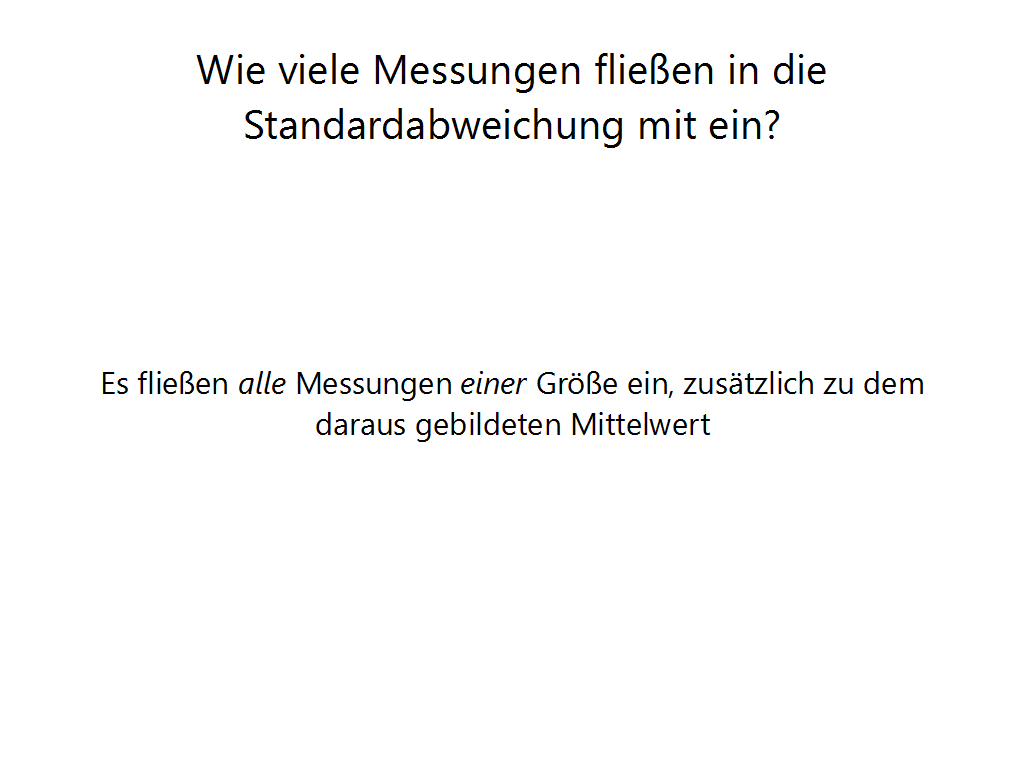 Wie viele Messungen fließen in die
Standardabweichung mit ein?
Es fließen alle Messungen einer Größe ein, zusätzlich zu dem
daraus gebildeten Mittelwert